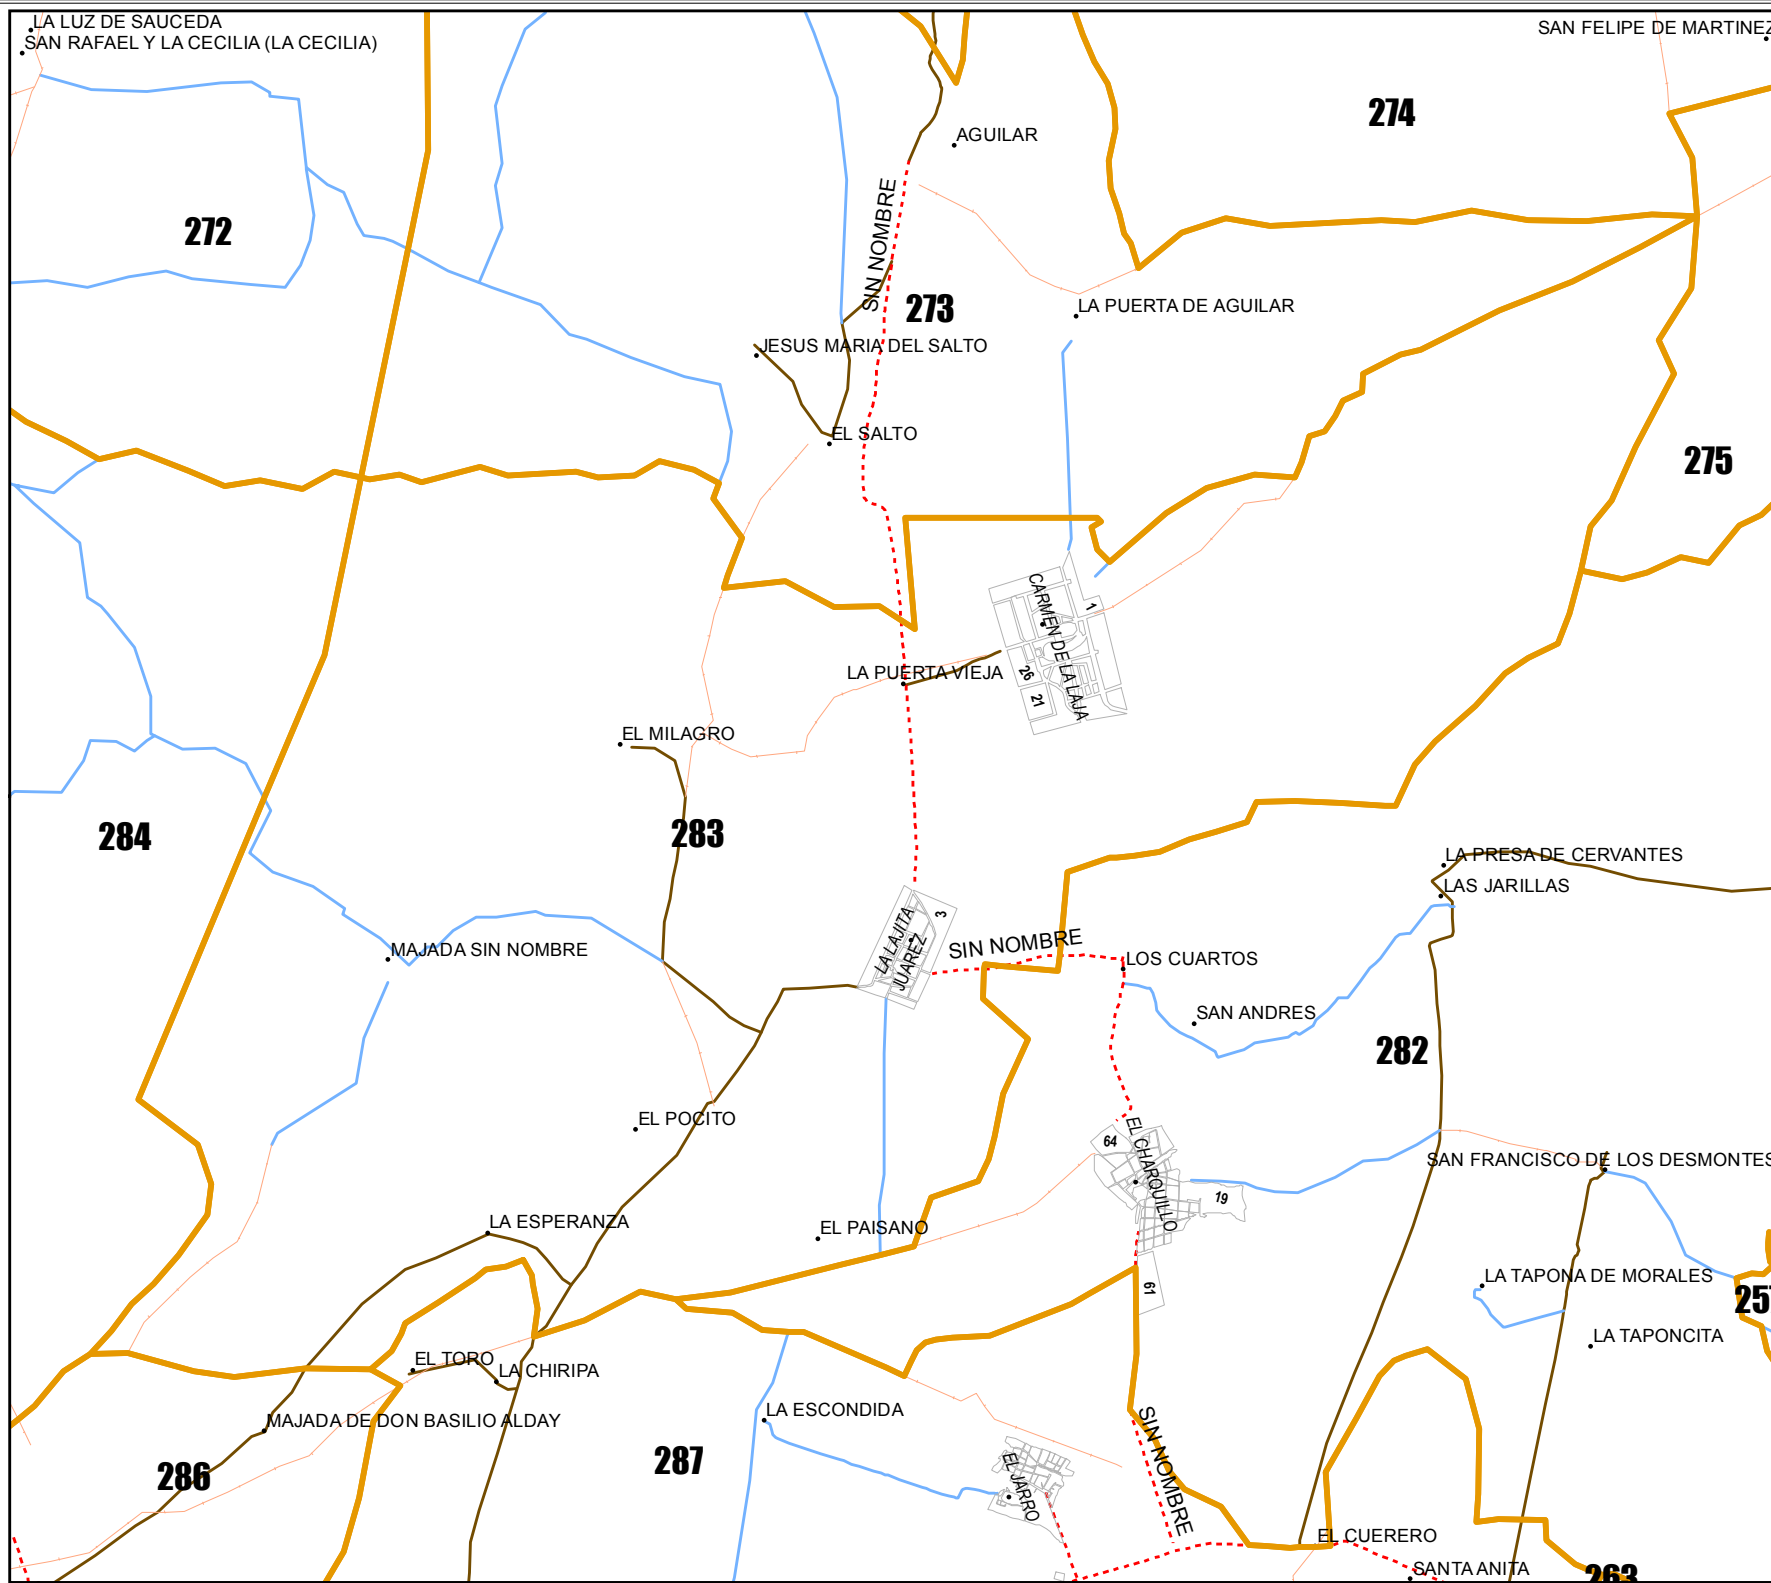 LA LUZ DE SAUCEDA
SAN RAFAEL Y LA CECILIA (LA CECILIA)
SAN FELIPE DE MARTINEZ
274
AGUILAR
272
SIN NOMBRE
273
LA PUERTA DE AGUILAR
JESUS MARIA DEL SALTO
EL SALTO
275
CARMEN DE LA LAJA
1
26
21
LA PUERTA VIEJA
EL MILAGRO
284
283
LA PRESA DE CERVANTES
LAS JARILLAS
LA LAJITA
JUAREZ
3
SIN NOMBRE
MAJADA SIN NOMBRE
LOS CUARTOS
SAN ANDRES
282
EL POCITO
64
EL CHARQUILLO
19
SAN FRANCISCO DE LOS DESMONTES
LA ESPERANZA
EL PAISANO
61
LA TAPONA DE MORALES
25
LA TAPONCITA
EL TORO
LA CHIRIPA
MAJADA DE DON BASILIO ALDAY
LA ESCONDIDA
286
287
EL JARRO
SIN NOMBRE
EL CUERERO
SANTA ANITA
263